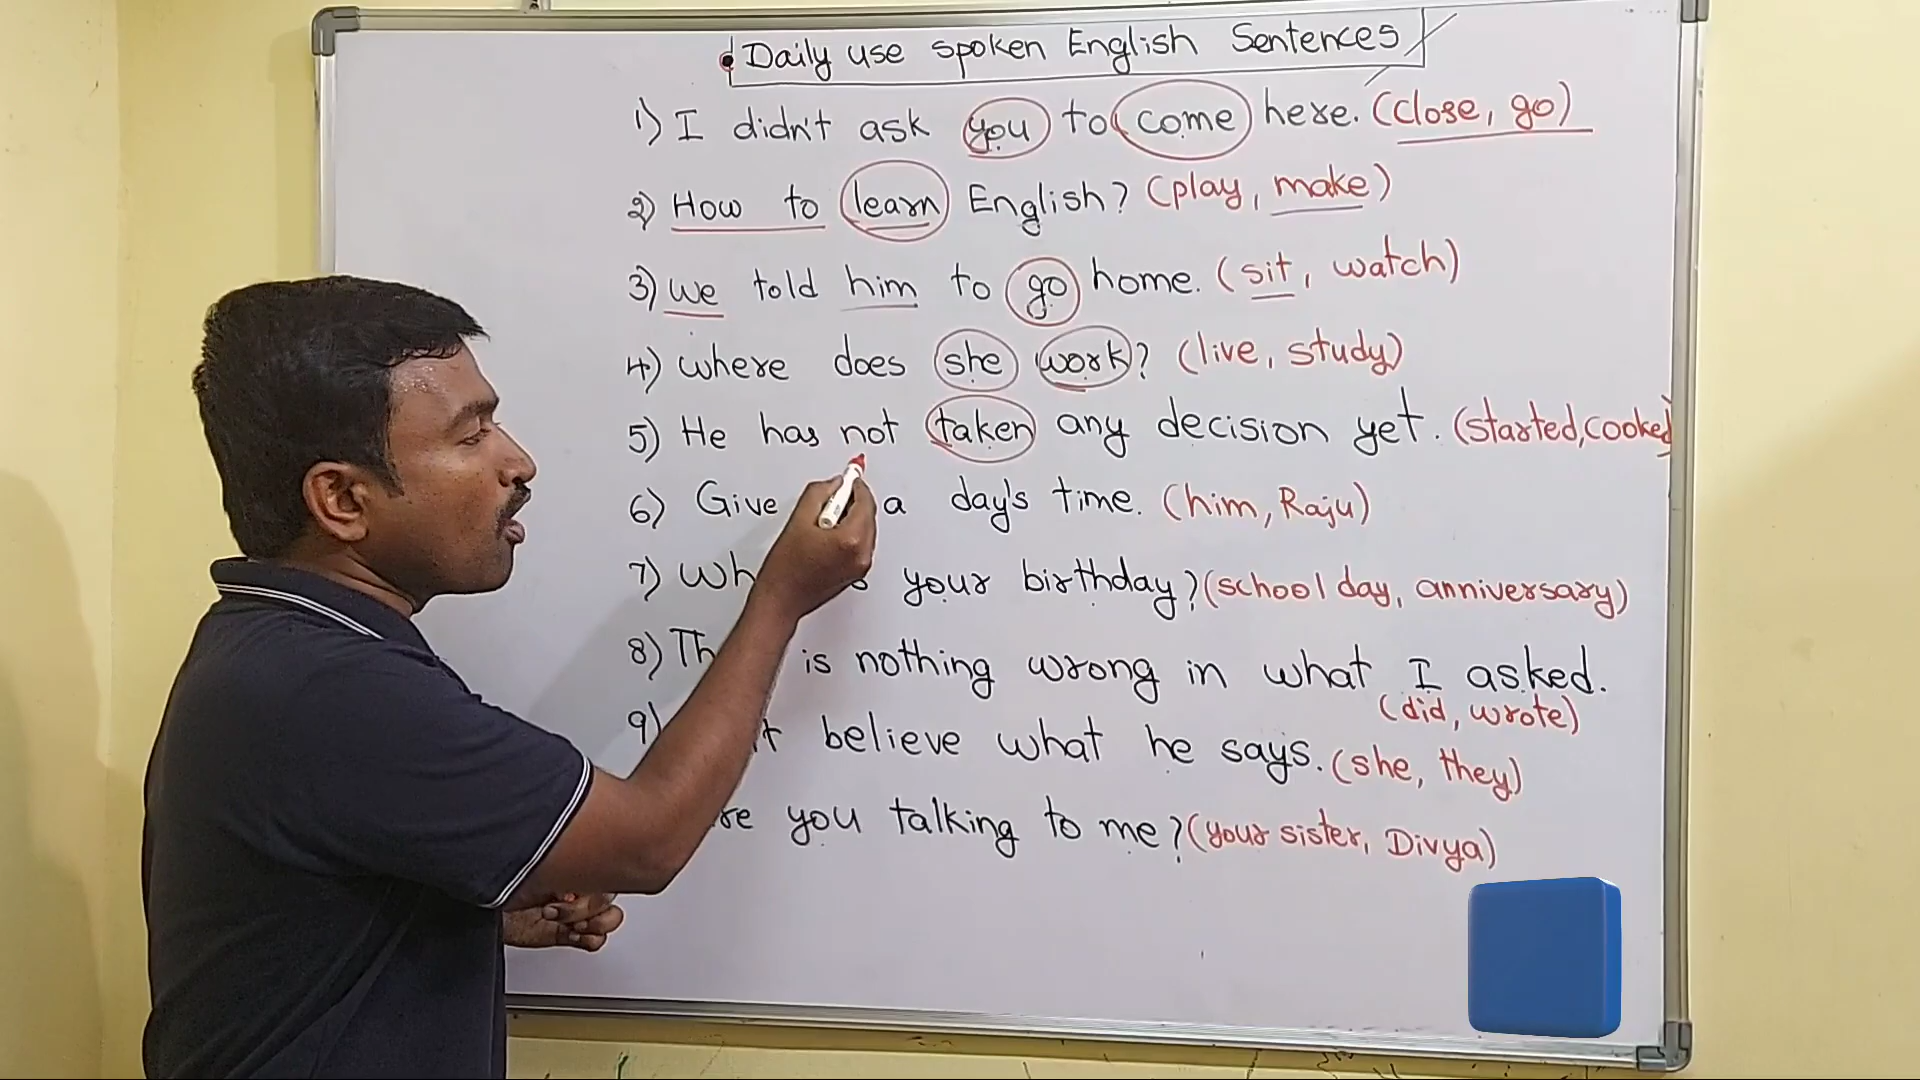 Daily use spoken English Sentences
1) I didn't ask you to come here. (close, go)
2) How to learn English? (play, make)
3) we told him to go home. (sit, watch)
4) where does she work? (live, study)
5) He has not taken any decision yet. (started, cooked)
6) Give a day's time. (him, Raju)
7) Wh your birthday? (school day, anniversary)
8) Th is nothing wrong in what I asked.
(did, wrote)
9) believe what he says. (she, they)
re you talking to me? (your sister, Divya)